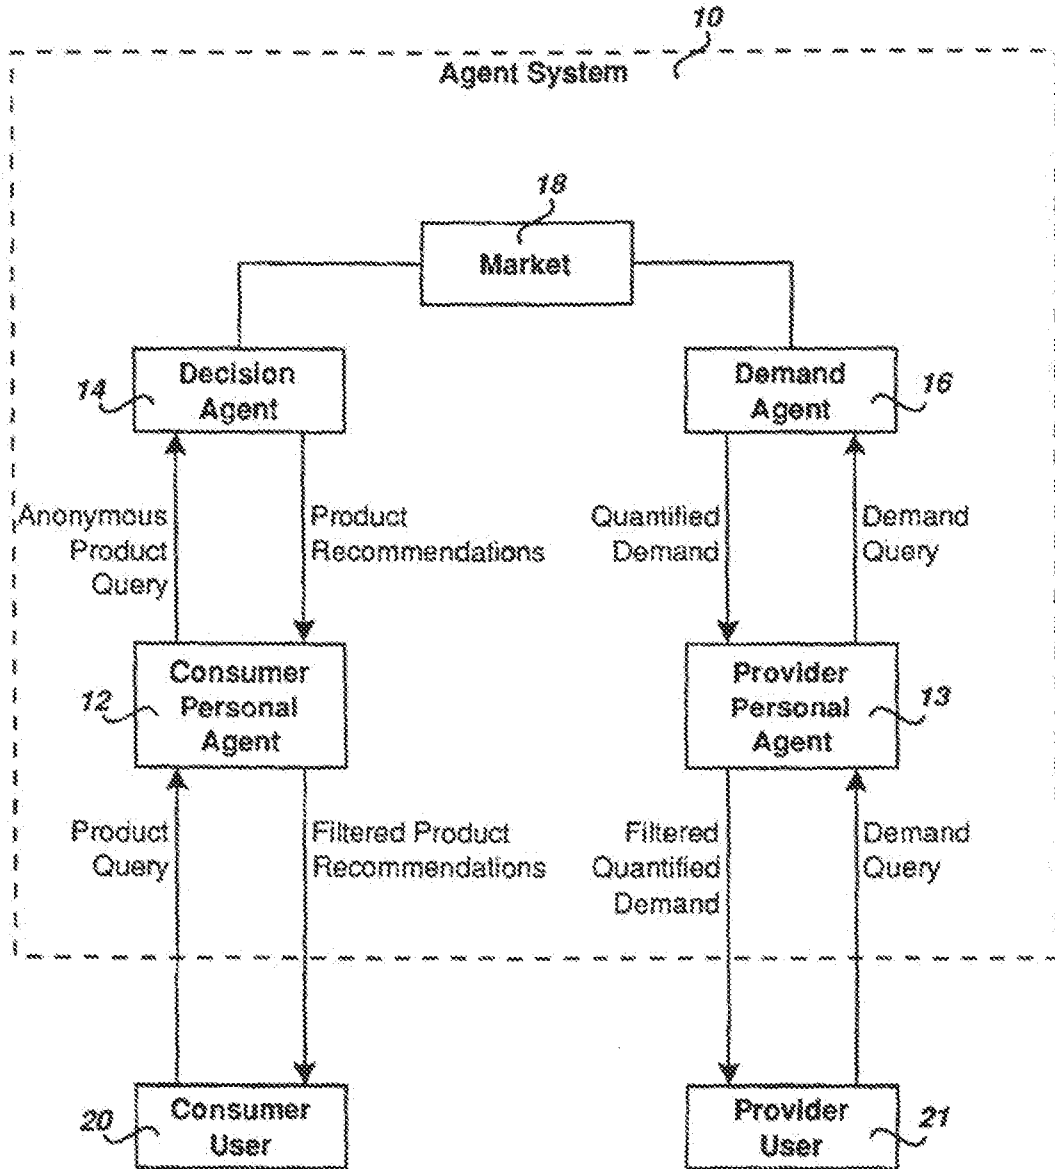 10
Agent System
18
Market
14
Decision
Agent
Demand
Agent
16
Anonymous
Product
Query
Product
Recommendations
Quantified
Demand
Demand
Query
12
Consumer
Personal
Agent
Provider
Personal
Agent
13
Product
Query
Filtered Product
Recommendations
Filtered
Quantified
Demand
Demand
Query
20
Consumer
User
Provider
User
21